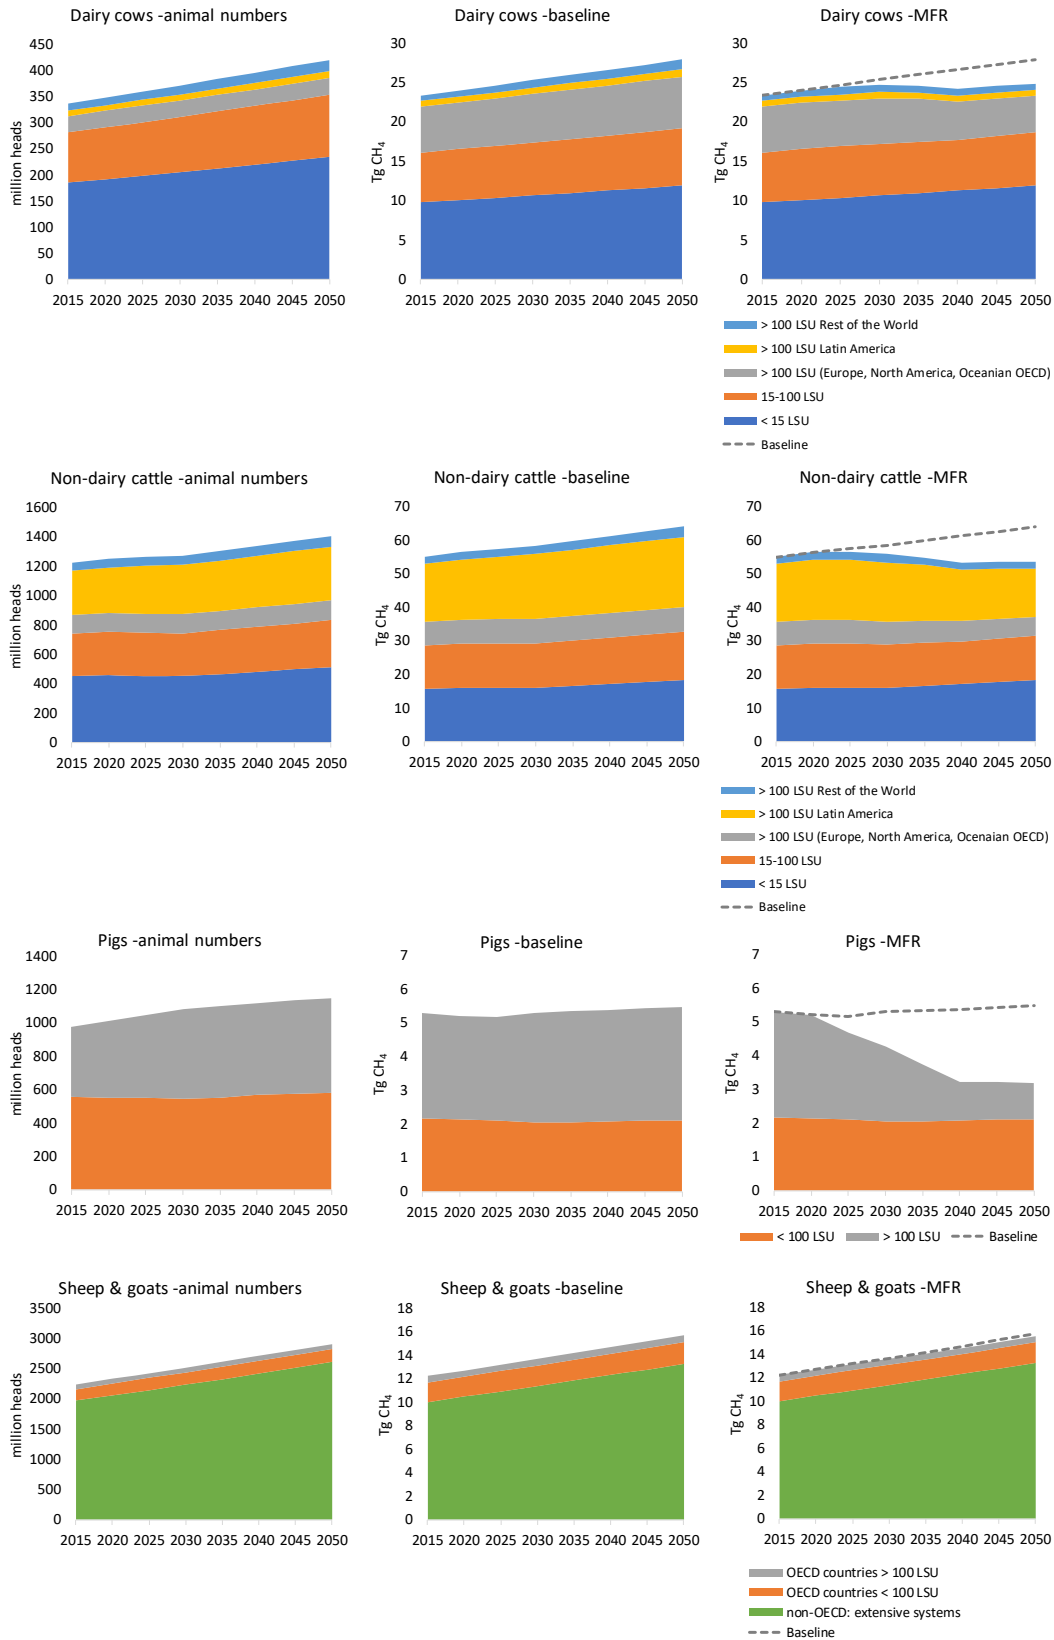 Dairy cows -animal numbers
450
400
350
300
250
200
150
100
50
0
million heads
2015 2020 2025 2030 2035 2040 2045 2050
Dairy cows -baseline
30
25
20
15
10
5
0
Tg CH₄
2015 2020 2025 2030 2035 2040 2045 2050
Dairy cows -MFR
30
25
20
15
10
5
0
Tg CH₄
2015 2020 2025 2030 2035 2040 2045 2050
> 100 LSU Rest of the World
> 100 LSU Latin America
> 100 LSU (Europe, North America, Oceanian OECD)
15-100 LSU
< 15 LSU
Baseline
Non-dairy cattle -animal numbers
1600
1400
1200
1000
800
600
400
200
0
million heads
2015 2020 2025 2030 2035 2040 2045 2050
Non-dairy cattle -baseline
70
60
50
40
30
20
10
0
Tg CH₄
2015 2020 2025 2030 2035 2040 2045 2050
Non-dairy cattle -MFR
70
60
50
40
30
20
10
0
Tg CH₄
2015 2020 2025 2030 2035 2040 2045 2050
> 100 LSU Rest of the World
> 100 LSU Latin America
> 100 LSU (Europe, North America, Ocenaian OECD)
15-100 LSU
< 15 LSU
Baseline
Pigs -animal numbers
1400
1200
1000
800
600
400
200
0
million heads
2015 2020 2025 2030 2035 2040 2045 2050
Pigs -baseline
7
6
5
4
3
2
1
0
Tg CH₄
2015 2020 2025 2030 2035 2040 2045 2050
Pigs -MFR
7
6
5
4
3
2
1
0
Tg CH₄
2015 2020 2025 2030 2035 2040 2045 2050
< 100 LSU > 100 LSU Baseline
Sheep & goats -animal numbers
3500
3000
2500
2000
1500
1000
500
0
million heads
2015 2020 2025 2030 2035 2040 2045 2050
Sheep & goats -baseline
18
16
14
12
10
8
6
4
2
0
Tg CH₄
2015 2020 2025 2030 2035 2040 2045 2050
Sheep & goats -MFR
18
16
14
12
10
8
6
4
2
0
Tg CH₄
2015 2020 2025 2030 2035 2040 2045 2050
OECD countries > 100 LSU
OECD countries < 100 LSU
non-OECD: extensive systems
Baseline